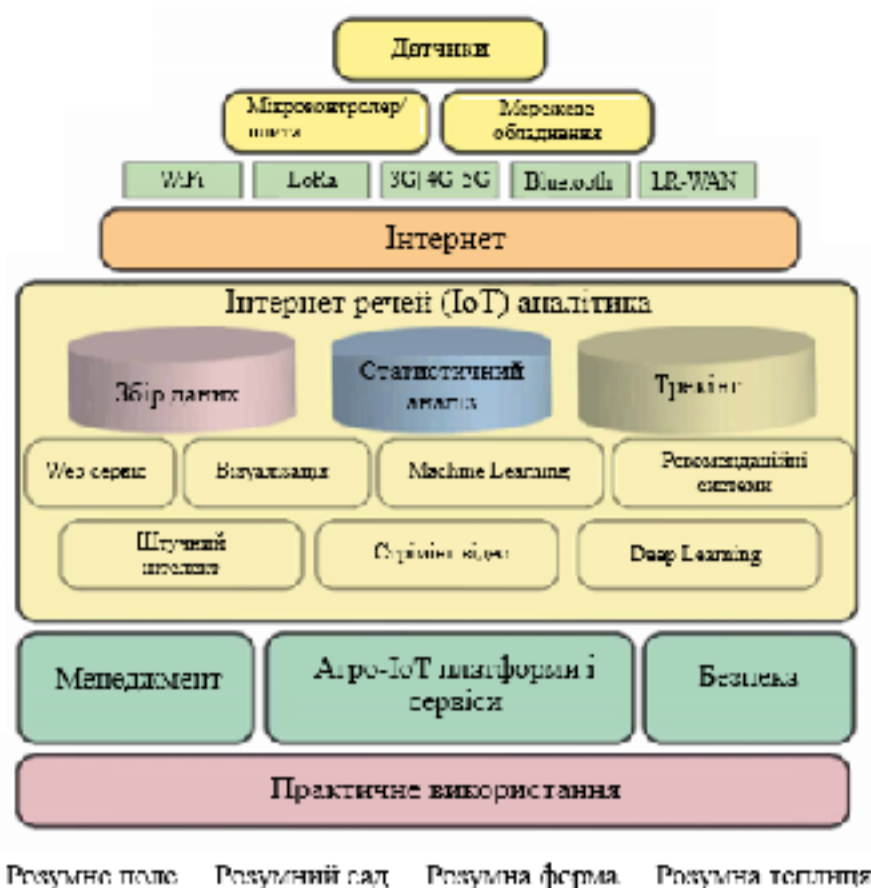 Датчики
Мікроконтролер/
плата
Мережеве
обладнання
WiFi
LoRa
3G|4G 5G
Bluetooth
LR-WAN
Інтернет
Інтернет речей (IoT) аналітика
Збір даних
Статистичний
аналіз
Трекінг
Web сервіс
Візуалізація
Machine Learning
Рекомендаційні
системи
Штучний
інтелект
Стрімінг відео
Deep Learning
Менеджмент
Агро-IoT платформи і
сервіси
Безпека
Практичне використання
Розумне поле Розумний сад Розумна ферма Розумна теплиця